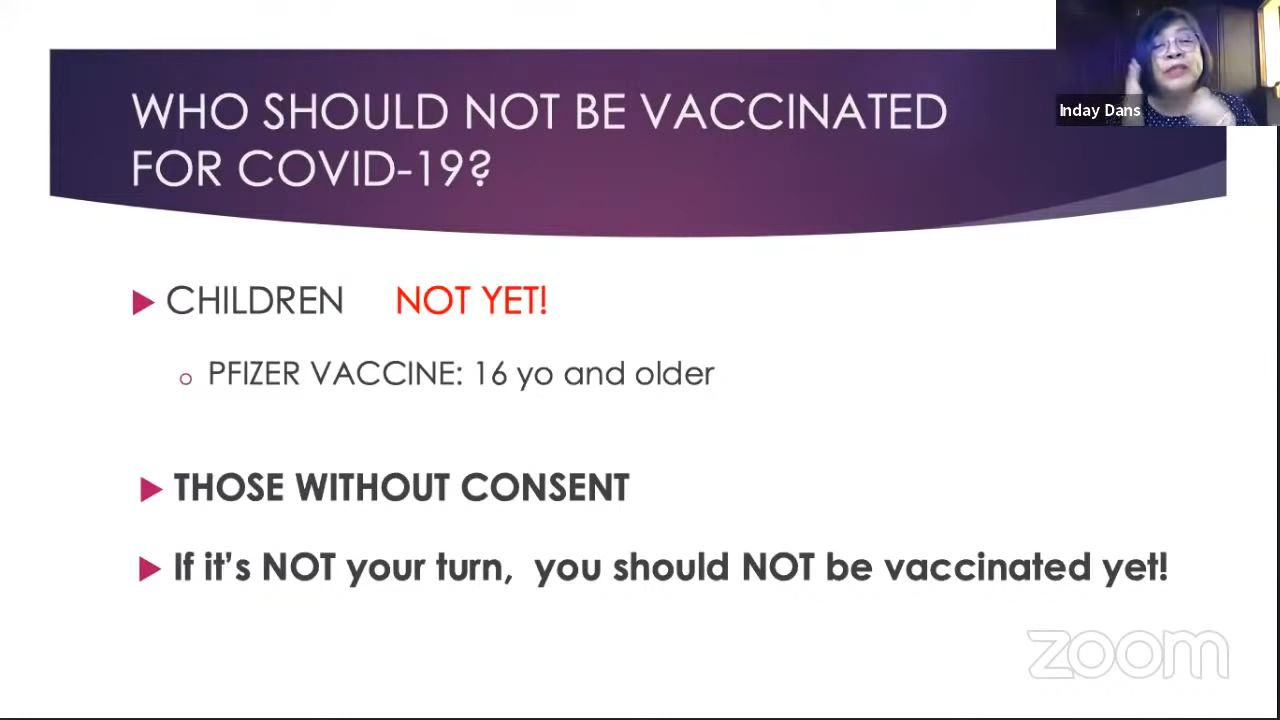 Inday Dans
WHO SHOULD NOT BE VACCINATED
FOR COVID-19?
CHILDREN NOT YET!
PFIZER VACCINE: 16 yo and older
THOSE WITHOUT CONSENT
If it's NOT your turn, you should NOT be vaccinated yet!
zoom